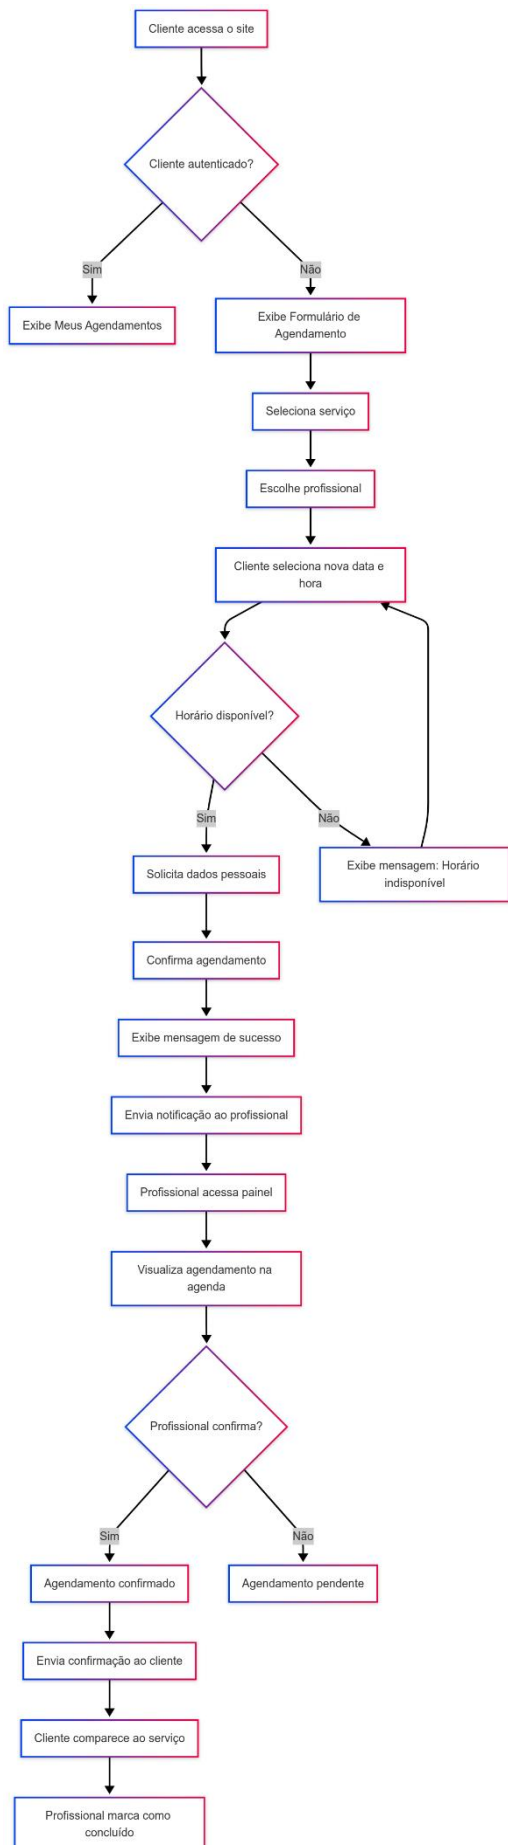 Cliente acessa o site
Cliente autenticado?
Sim
Não
Exibe Meus Agendamentos
Exibe Formulário de
Agendamento
Seleciona serviço
Escolhe profissional
Cliente seleciona nova data e
hora
Horário disponível?
Sim
Não
Solicita dados pessoais
Exibe mensagem: Horário
indisponível
Confirma agendamento
Exibe mensagem de sucesso
Envia notificação ao profissional
Profissional acessa painel
Visualiza agendamento na
agenda
Profissional confirma?
Sim
Não
Agendamento confirmado
Agendamento pendente
Envia confirmação ao cliente
Cliente comparece ao serviço
Profissional marca como
concluído